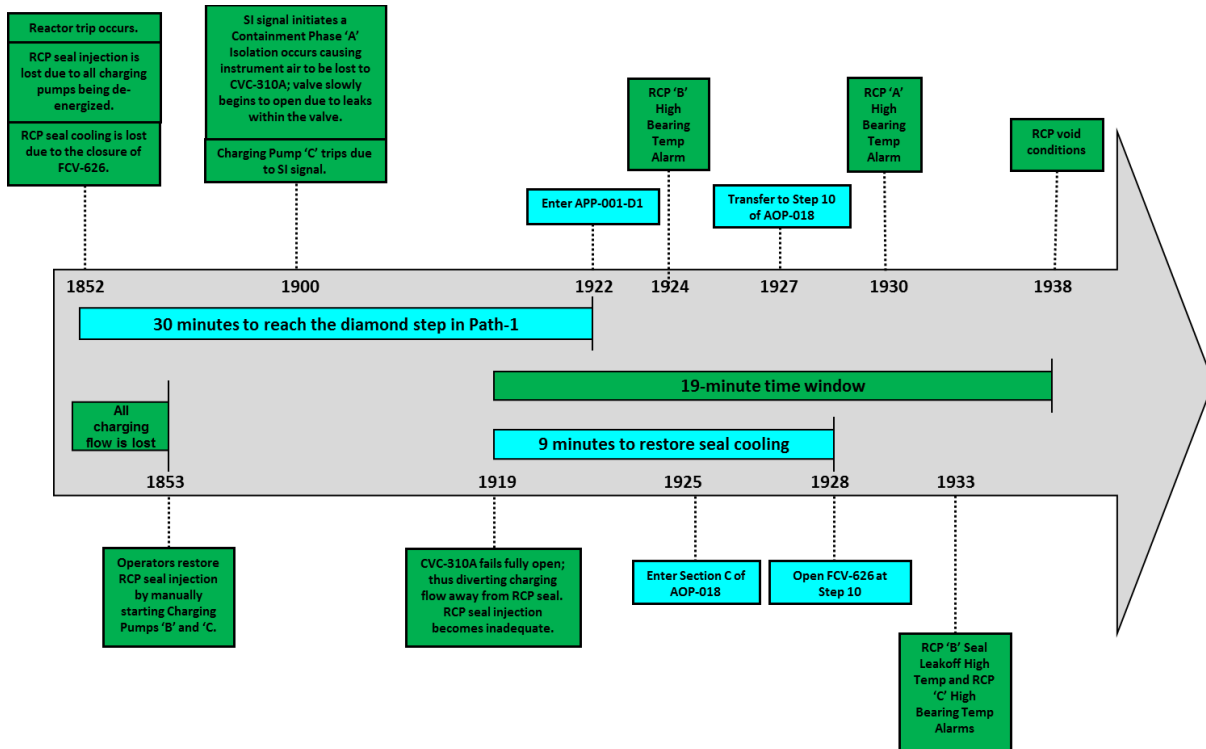 Reactor trip occurs.
RCP seal injection is
lost due to all charging
pumps being de-
energized.
RCP seal cooling is lost
due to the closure of
FCV-626.
SI signal initiates a
Containment Phase ‘A’
Isolation occurs causing
instrument air to be lost to
CVC-310A; valve slowly
begins to open due to leaks
within the valve.
Charging Pump ‘C’ trips due
to SI signal.
Enter APP-001-D1
RCP ‘B’
High
Bearing
Temp
Alarm
Transfer to Step 10
of AOP-018
RCP ‘A’
High
Bearing
Temp
Alarm
RCP void
conditions
1852
1900
1922
1924
1927
1930
1938
30 minutes to reach the diamond step in Path-1
19-minute time window
All
charging
flow is lost
9 minutes to restore seal cooling
1853
1919
1925
1928
1933
Operators restore
RCP seal injection
by manually
starting Charging
Pumps ‘B’ and ‘C.
CVC-310A fails fully open;
thus diverting charging
flow away from RCP seal.
RCP seal injection
becomes inadequate.
Enter Section C of
AOP-018
Open FCV-626 at
Step 10
RCP ‘B’ Seal
Leakoff High
Temp and RCP
‘C’ High
Bearing Temp
Alarms